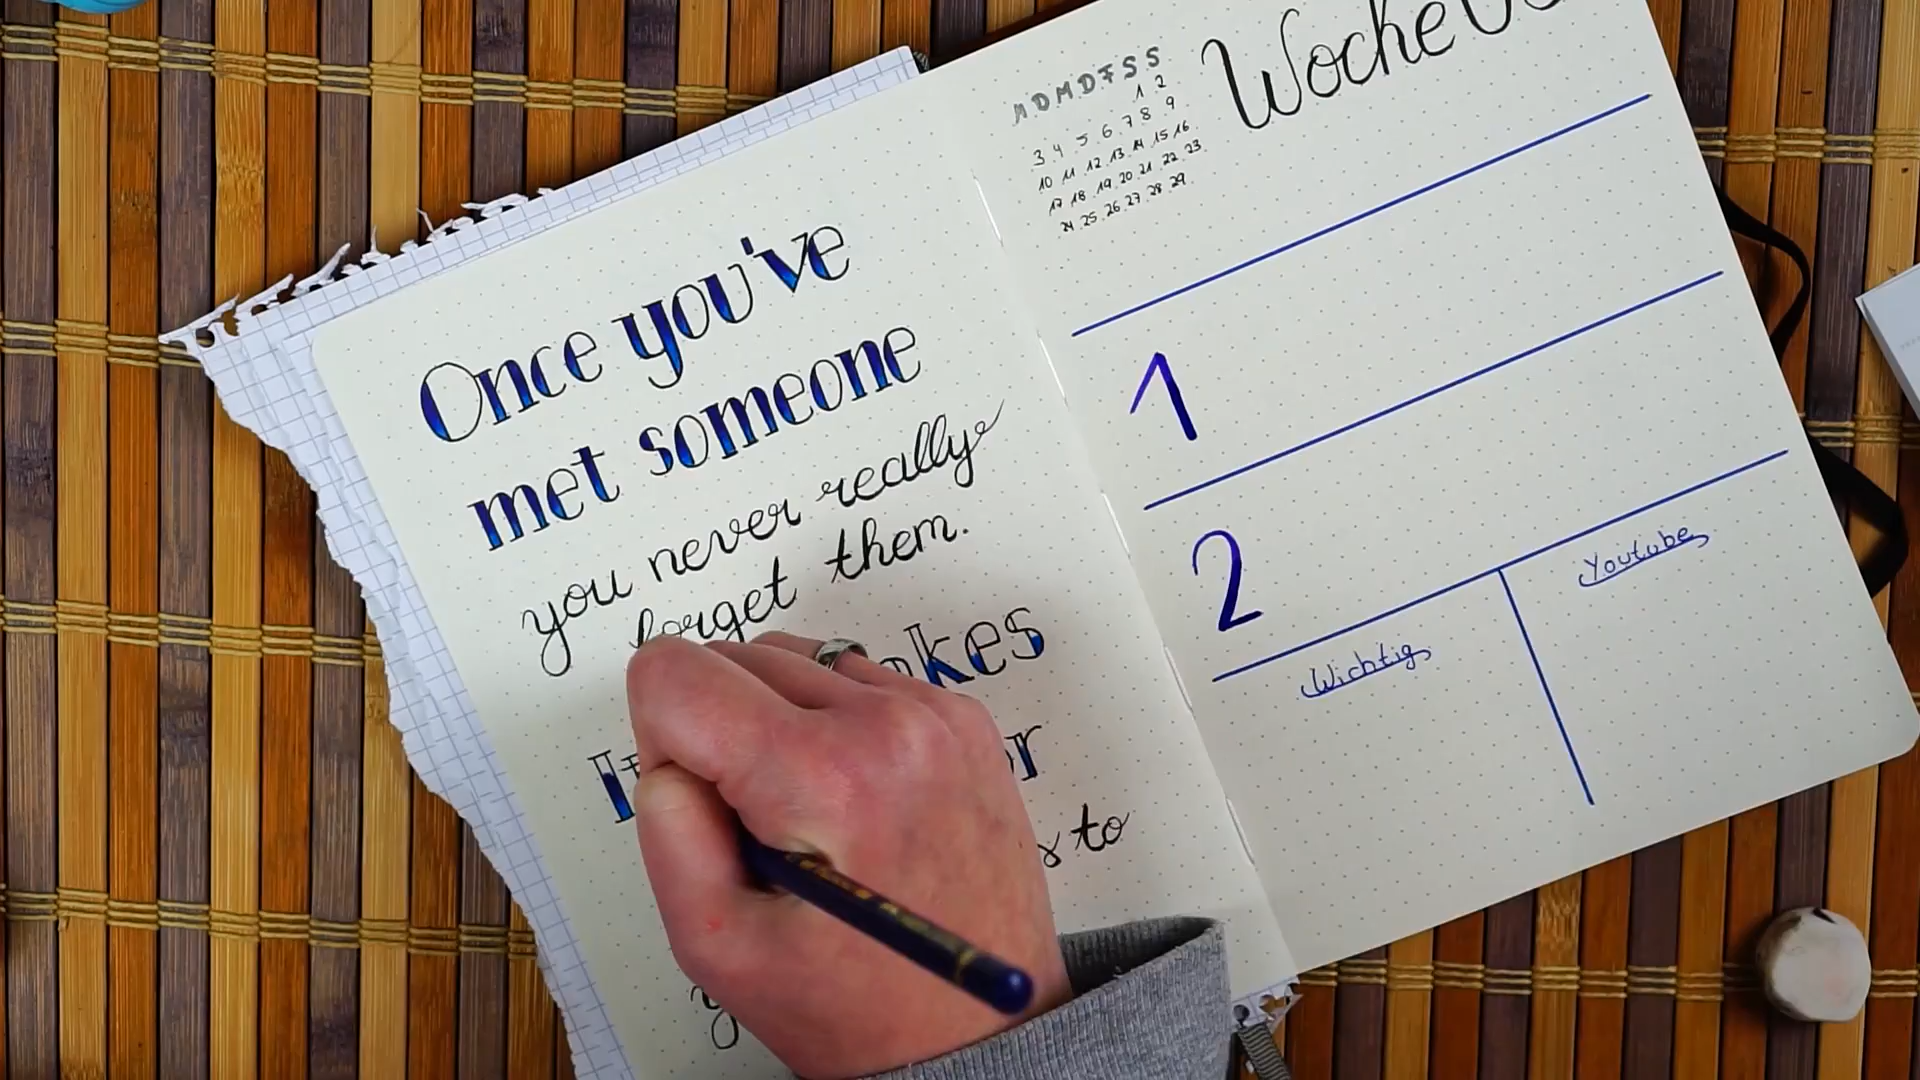 Once you've
met someone
you never really
forget them.
It
to
M D M D F S S
1 2
3 4 5 6 7 8 9
10 11 12 13 14 15 16
17 18 19 20 21 22 23
24 25 26 27 28 29
Woche
1
2
Wichtig
Youtube